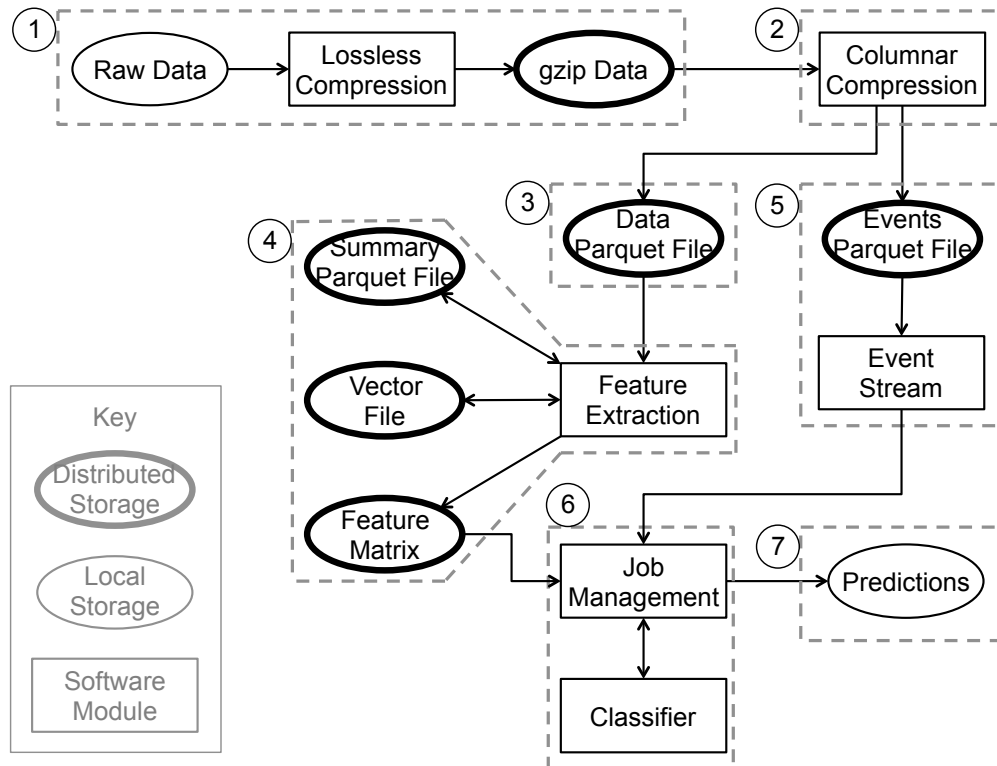 1
Raw Data
Lossless
Compression
gzip Data
2
Columnar
Compression
3
Data
Parquet File
4
Summary
Parquet File
Vector
File
Feature
Matrix
Feature
Extraction
5
Events
Parquet File
Event
Stream
6
Job
Management
Classifier
7
Predictions
Key
Distributed
Storage
Local
Storage
Software
Module